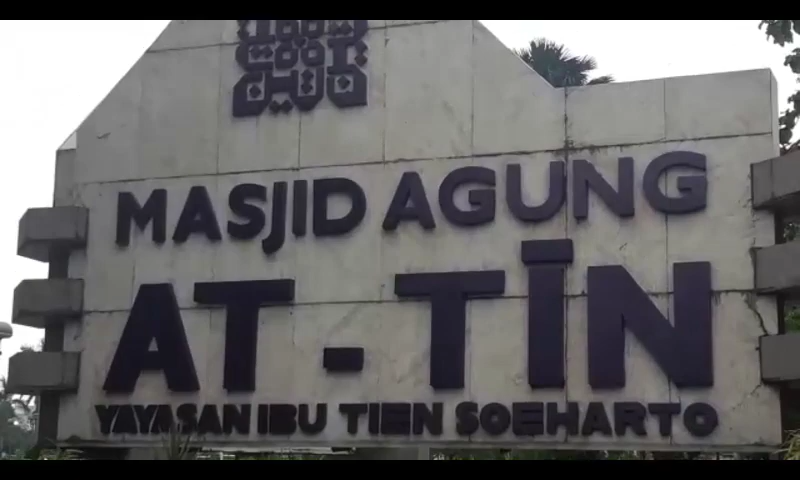 MASJID AGUNG
AT - TIN
YAYASAN IBU TIEN SOEHARTO